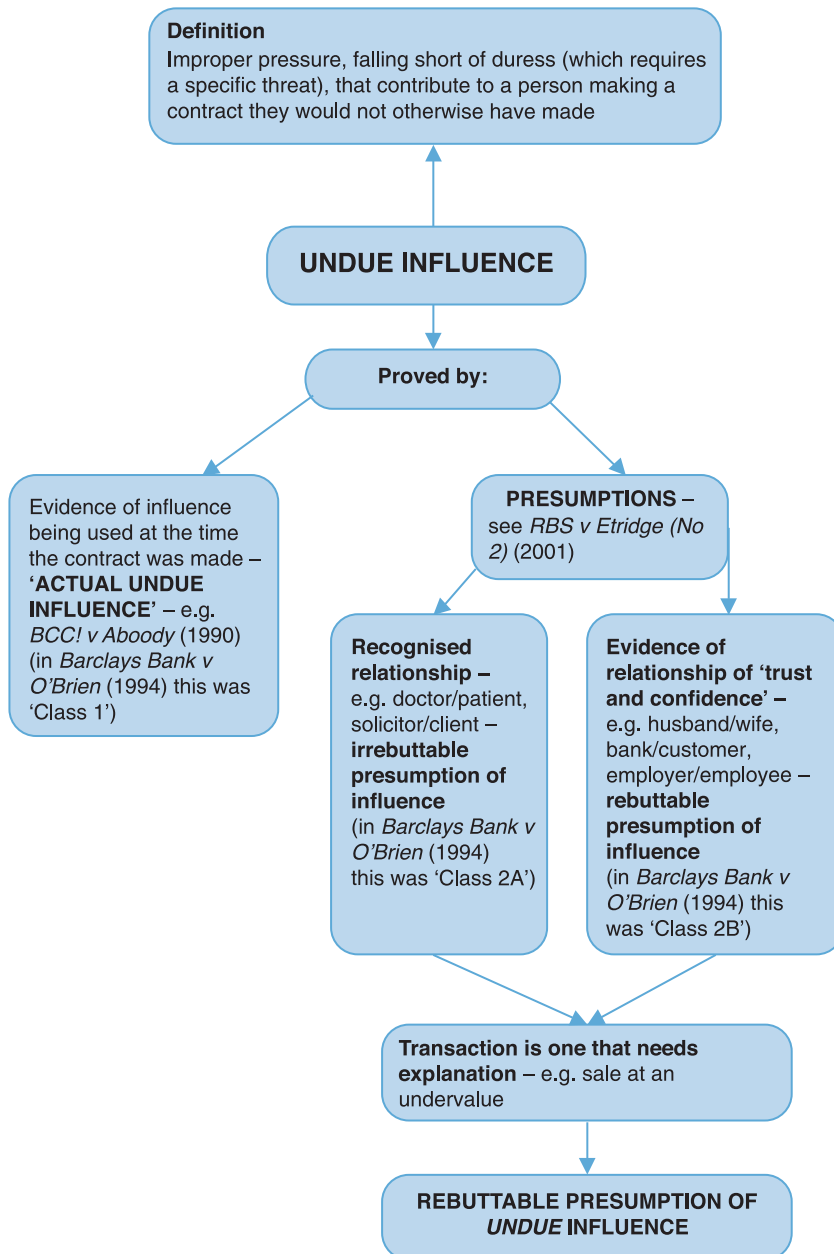 Definition
Improper pressure, falling short of duress (which requires
a specific threat), that contribute to a person making a
contract they would not otherwise have made
UNDUE INFLUENCE
Proved by:
Evidence of influence
being used at the time
the contract was made –
‘ACTUAL UNDUE
INFLUENCE’ – e.g.
BCC! v Aboody (1990)
(in Barclays Bank v
O’Brien (1994) this was
‘Class 1’)
PRESUMPTIONS –
see RBS v Etridge (No
2) (2001)
Recognised
relationship –
e.g. doctor/patient,
solicitor/client –
irrebuttable
presumption of
influence
(in Barclays Bank v
O’Brien (1994)
this was ‘Class 2A’)
Evidence of
relationship of ‘trust
and confidence’ –
e.g. husband/wife,
bank/customer,
employer/employee –
rebuttable
presumption of
influence
(in Barclays Bank v
O’Brien (1994) this
was ‘Class 2B’)
Transaction is one that needs
explanation – e.g. sale at an
undervalue
REBUTTABLE PRESUMPTION OF
UNDUE INFLUENCE